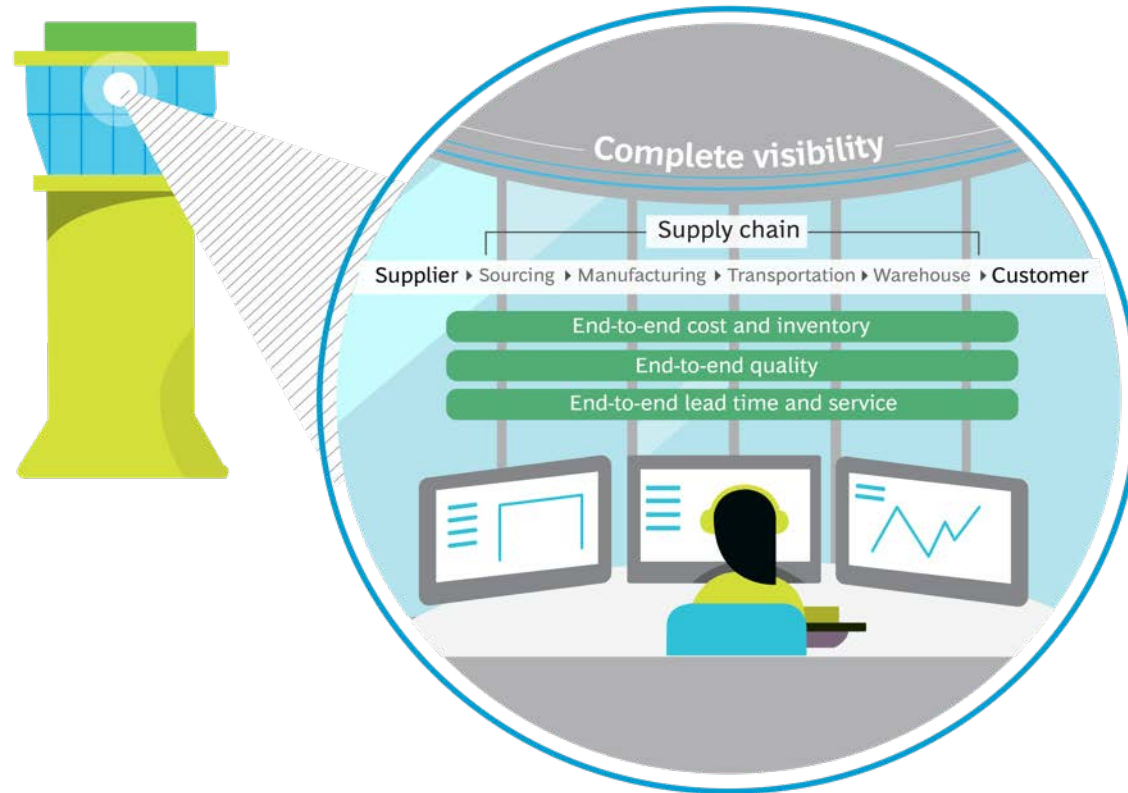 Complete visibility
Supply chain
Supplier ▸ Sourcing ▸ Manufacturing ▸ Transportation ▸ Warehouse ▸ Customer
End-to-end cost and inventory
End-to-end quality
End-to-end lead time and service